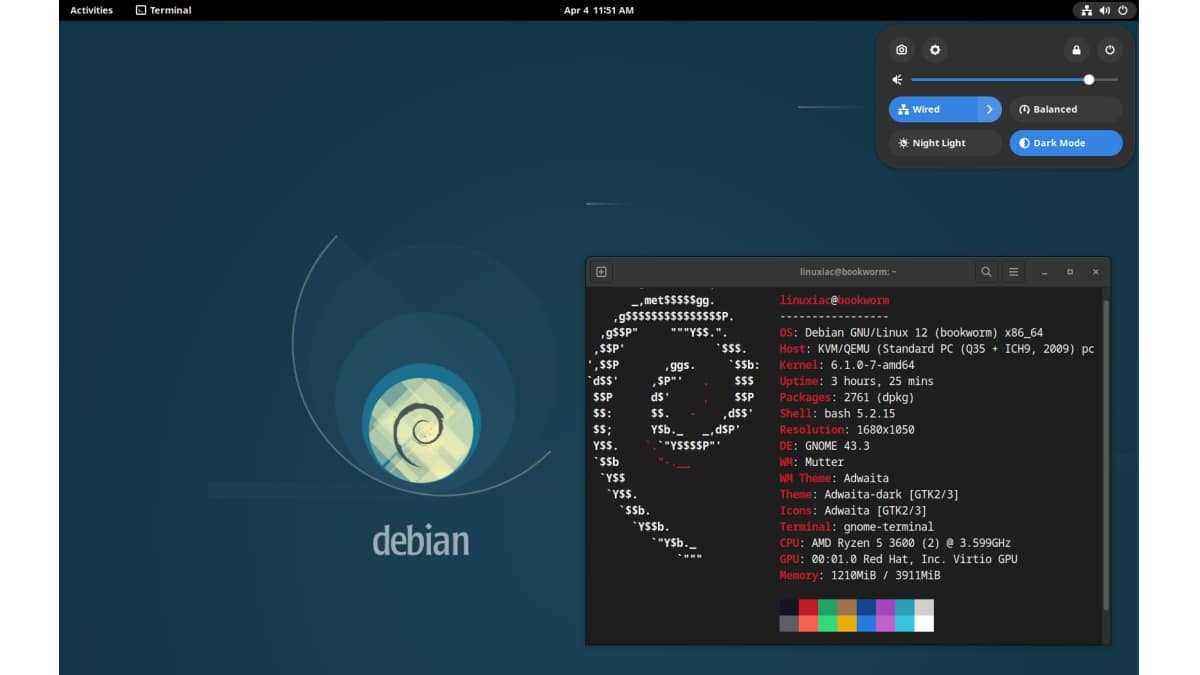 Activities
Terminal
Apr 4 11:51 AM
Wired
Balanced
Night Light
Dark Mode
linuxiac@bookworm: ~
_,met$$$$$gg.
,g$$$$$$$$$$$$$$$P.
,g$$P" """Y$$.".
,$$P' `$$$.
',$$P ,ggs. `$$b:
`d$$' ,$P"' . $$$
$$P d$' , $$P
$$: $$. - ,d$$'
$$; Y$b._ _,d$P'
Y$$. `.`"Y$$$$P"'
`$$b "-.__
`Y$$
`Y$$.
`$$b.
`Y$$b.
`"Y$b._
`"""
linuxiac@bookworm
-----------------
OS: Debian GNU/Linux 12 (bookworm) x86_64
Host: KVM/QEMU (Standard PC (Q35 + ICH9, 2009) pc
Kernel: 6.1.0-7-amd64
Uptime: 3 hours, 25 mins
Packages: 2761 (dpkg)
Shell: bash 5.2.15
Resolution: 1680x1050
DE: GNOME 43.3
WM: Mutter
WM Theme: Adwaita
Theme: Adwaita-dark [GTK2/3]
Icons: Adwaita [GTK2/3]
Terminal: gnome-terminal
CPU: AMD Ryzen 5 3600 (2) @ 3.599GHz
GPU: 00:01.0 Red Hat, Inc. Virtio GPU
Memory: 1210MiB / 3911MiB
debian